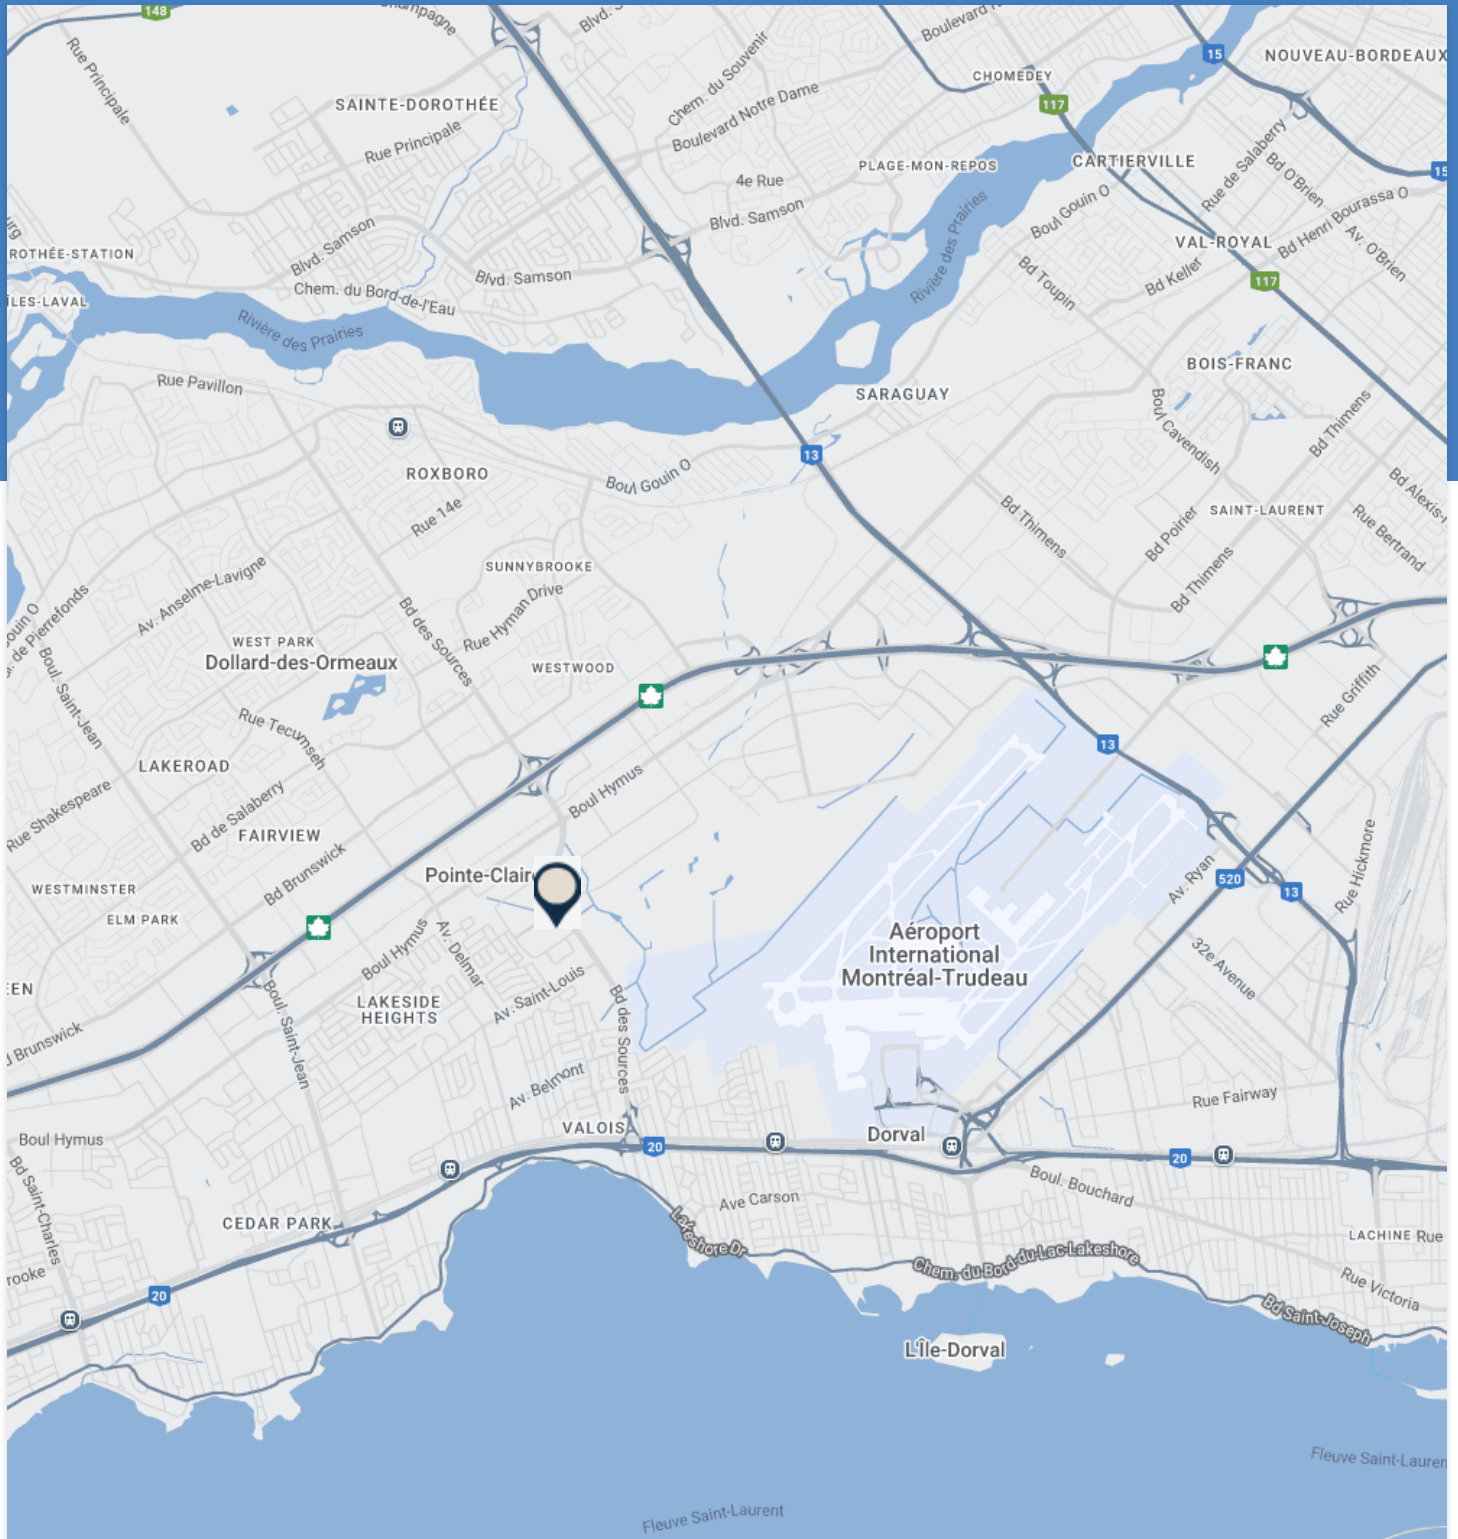 148
Rue Principale
Champagne
Boulevard
15
NOUVEAU-BORDEAUX
CHOMEDEY
Chem. du Souvenir
SAINTE-DOROTHÉE
Boulevard Notre Dame
117
Rue Principale
CARTIERVILLE
PLAGE-MON-REPOS
Rue de Salaberry
Bd O'Brien
15
4e Rue
Blvd. Samson
Boul Gouin O
Bd Henri Bourassa O
Blvd. Samson
ROTHÉE-STATION
Rivière des Prairies
VAL-ROYAL
Av. O'Brien
Blvd. Samson
Chem. du Bord-de-l'Eau
Bd Toupin
Bd Keller
117
ÎLES-LAVAL
Rivière des Prairies
BOIS-FRANC
Rue Pavillon
SARAGUAY
Boul Cavendish
Bd Thimens
13
ROXBORO
Boul Gouin O
Rue 14e
Bd Thimens
Bd Poirier
SAINT-LAURENT
Bd Alexis-
Rue Bertrand
SUNNYBROOKE
Av. Anselme-Lavigne
Rue Hyman Drive
Bd Thimens
de Pierrefonds
Bd des Sources
WEST PARK
Dollard-des-Ormeaux
WESTWOOD
Boul. Saint-Jean
Rue Griffith
Rue Tecumseh
13
LAKEROAD
Boul Hymus
Rue Shakespeare
Bd de Salaberry
FAIRVIEW
Bd Brunswick
Rue Hickmore
Pointe-Clair
Av. Ryan
520
13
WESTMINSTER
ELM PARK
Boul Hymus
Av. Delmar
Aéroport
International
Montréal-Trudeau
32e Avenue
EEN
LAKESIDE
HEIGHTS
Av. Saint-Louis
Boul. Saint-Jean
Bd des Sources
d Brunswick
Av. Belmont
Rue Fairway
Boul Hymus
VALOIS
20
Dorval
20
Bd Saint-Charles
Boul. Bouchard
Ave Carson
CEDAR PARK
Lakeshore Dr
LACHINE
Rue
Chem. du Bord-du-Lac-Lakeshore
rooke
20
Rue Victoria
Bd Saint-Joseph
L'Île-Dorval
Fleuve Saint-Lauren
Fleuve Saint-Laurent